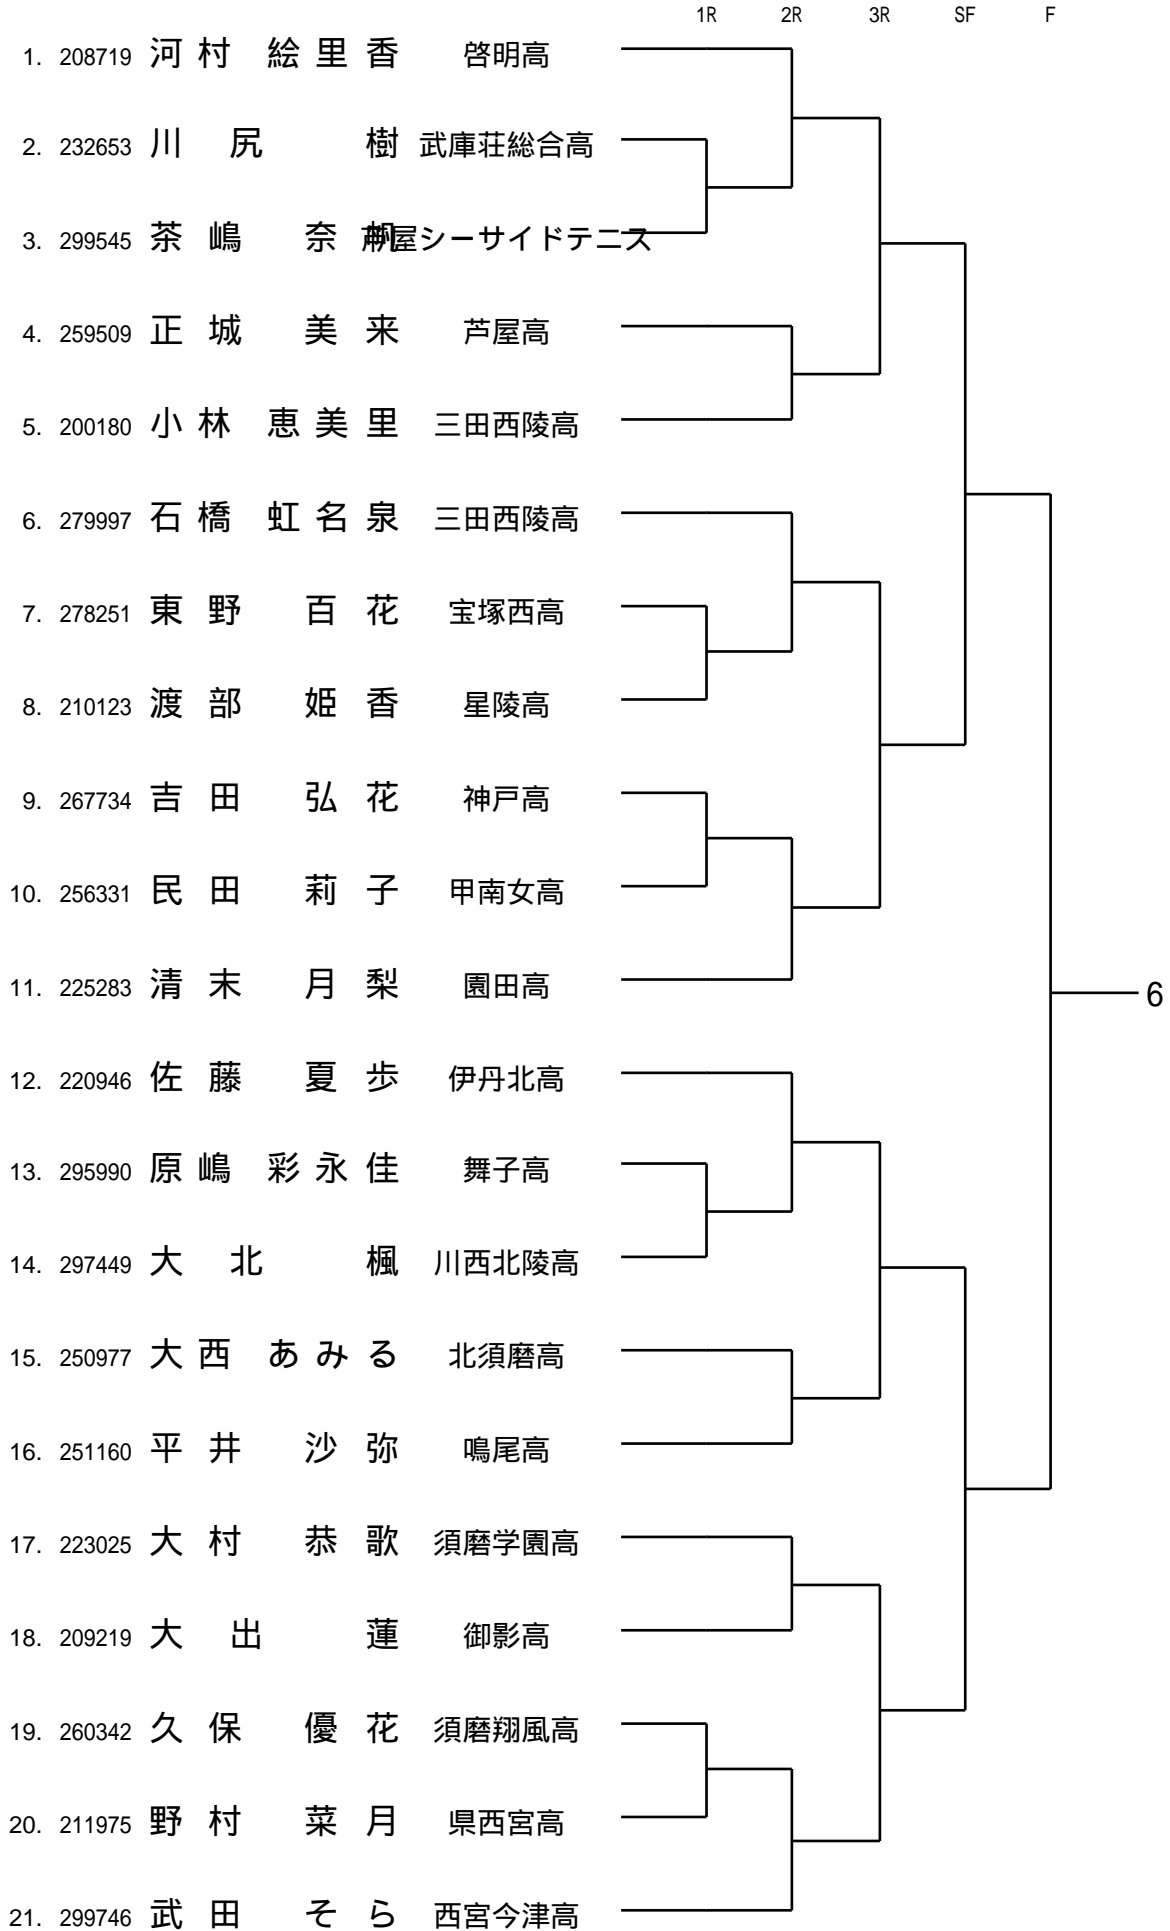 1R 2R 3R SF F
1. 208719 河村 絵里香 啓明高
2. 232653 川尻 樹 武庫荘総合高
3. 299545 茶嶋 奈 屋シーサイドテニス
4. 259509 正城 美来 芦屋高
5. 200180 小林 恵美里 三田西陵高
6. 279997 石橋 虹名泉 三田西陵高
7. 278251 東野 百花 宝塚西高
8. 210123 渡部 姫香 星陵高
9. 267734 吉田 弘花 神戸高
10. 256331 民田 莉子 甲南女高
11. 225283 清末 月梨 園田高
6
12. 220946 佐藤 夏歩 伊丹北高
13. 295990 原嶋 彩永佳 舞子高
14. 297449 大北 楓 川西北陵高
15. 250977 大西 あみる 北須磨高
16. 251160 平井 沙弥 鳴尾高
17. 223025 大村 恭歌 須磨学園高
18. 209219 大出 蓮 御影高
19. 260342 久保 優花 須磨翔風高
20. 211975 野村 菜月 県西宮高
21. 299746 武田 そら 西宮今津高